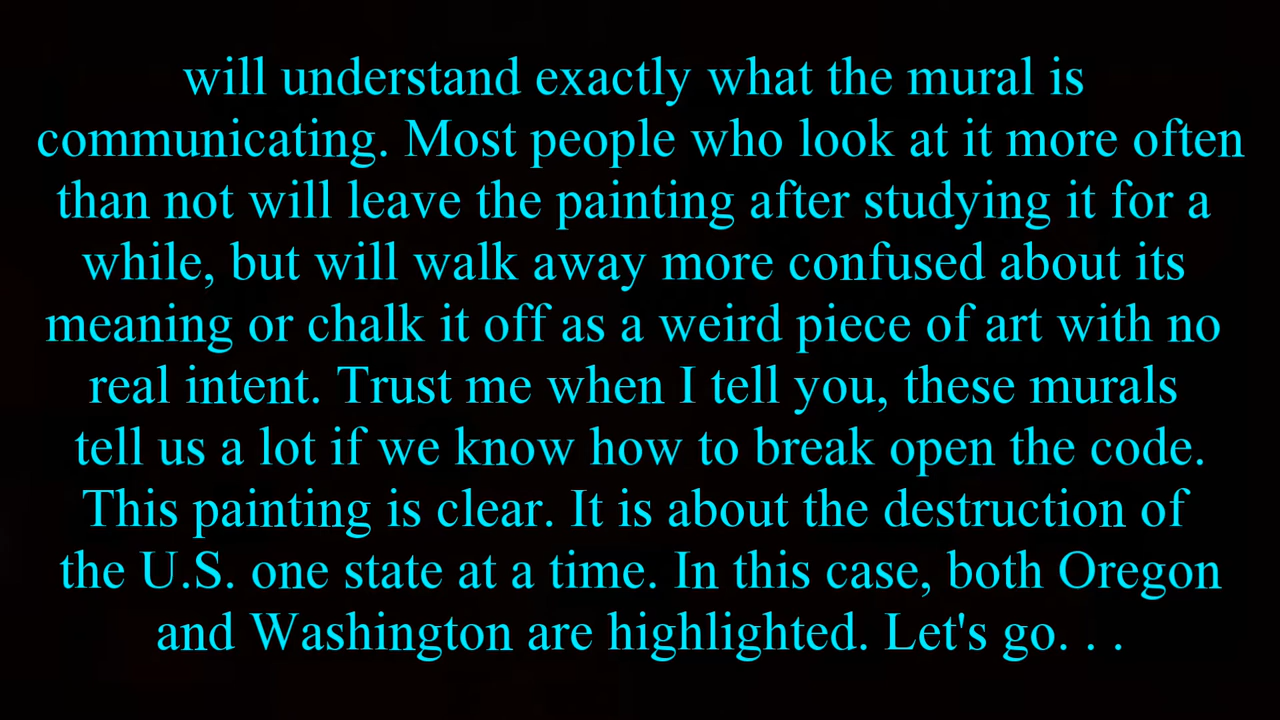 will understand exactly what the mural is
communicating. Most people who look at it more often
than not will leave the painting after studying it for a
while, but will walk away more confused about its
meaning or chalk it off as a weird piece of art with no
real intent. Trust me when I tell you, these murals
tell us a lot if we know how to break open the code.
This painting is clear. It is about the destruction of
the U.S. one state at a time. In this case, both Oregon
and Washington are highlighted. Let's go. . .